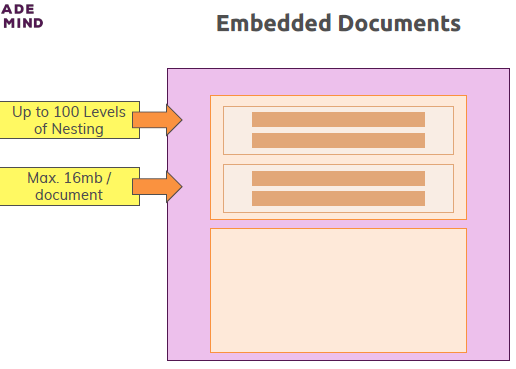 ADE
MIND
Embedded Documents
Up to 100 Levels
of Nesting
Max. 16mb /
document